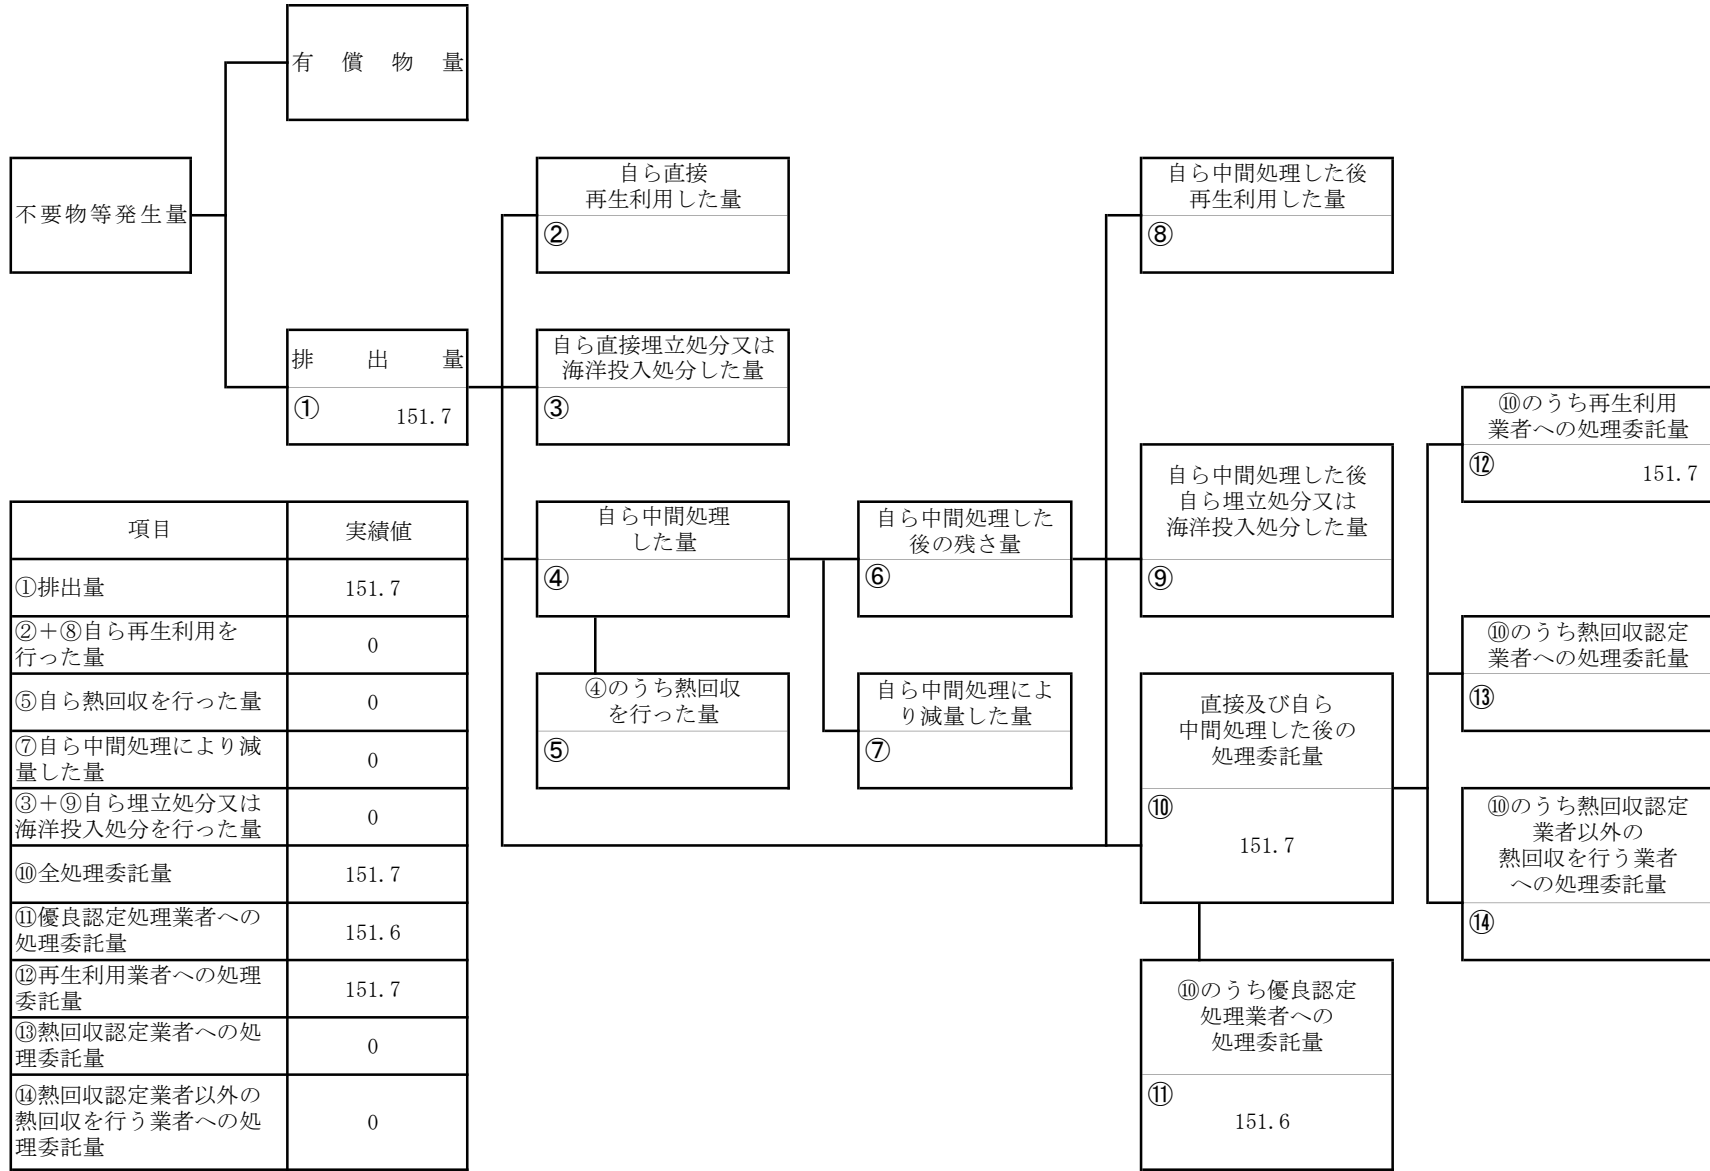 有償物量
不要物等発生量
排出量
① 151.7
自ら直接
再生利用した量
②
自ら直接埋立処分又は
海洋投入処分した量
③
自ら中間処理
した量
④
④のうち熱回収
を行った量
⑤
自ら中間処理した
後の残さ量
⑥
自ら中間処理によ
り減量した量
⑦
自ら中間処理した後
再生利用した量
⑧
自ら中間処理した後
自ら埋立処分又は
海洋投入処分した量
⑨
直接及び自ら
中間処理した後の
処理委託量
⑩
151.7
⑩のうち優良認定
処理業者への
処理委託量
⑪
151.6
⑩のうち再生利用
業者への処理委託量
⑫ 151.7
⑩のうち熱回収認定
業者への処理委託量
⑬
⑩のうち熱回収認定
業者以外の
熱回収を行う業者
への処理委託量
⑭
項目 実績値
①排出量 151.7
②＋⑧自ら再生利用を
行った量 0
⑤自ら熱回収を行った量 0
⑦自ら中間処理により減
量した量 0
③＋⑨自ら埋立処分又は
海洋投入処分を行った量 0
⑩全処理委託量 151.7
⑪優良認定処理業者への
処理委託量 151.6
⑫再生利用業者への処理
委託量 151.7
⑬熱回収認定業者への処
理委託量 0
⑭熱回収認定業者以外の
熱回収を行う業者への処
理委託量 0